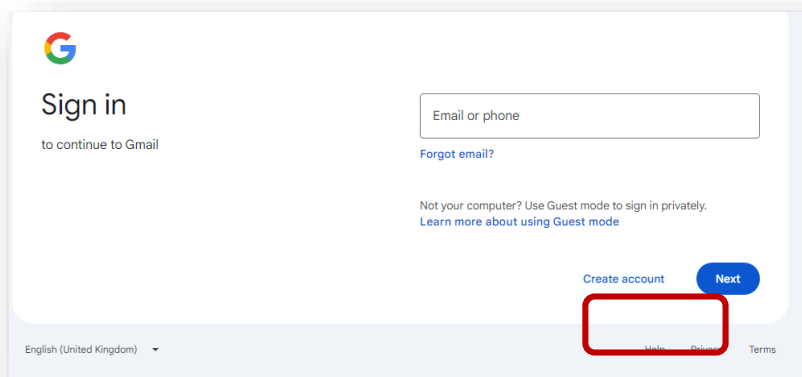 Sign in
to continue to Gmail
Email or phone
Forgot email?
Not your computer? Use Guest mode to sign in privately.
Learn more about using Guest mode
Create account
Next
English (United Kingdom)
Help
Privacy
Terms